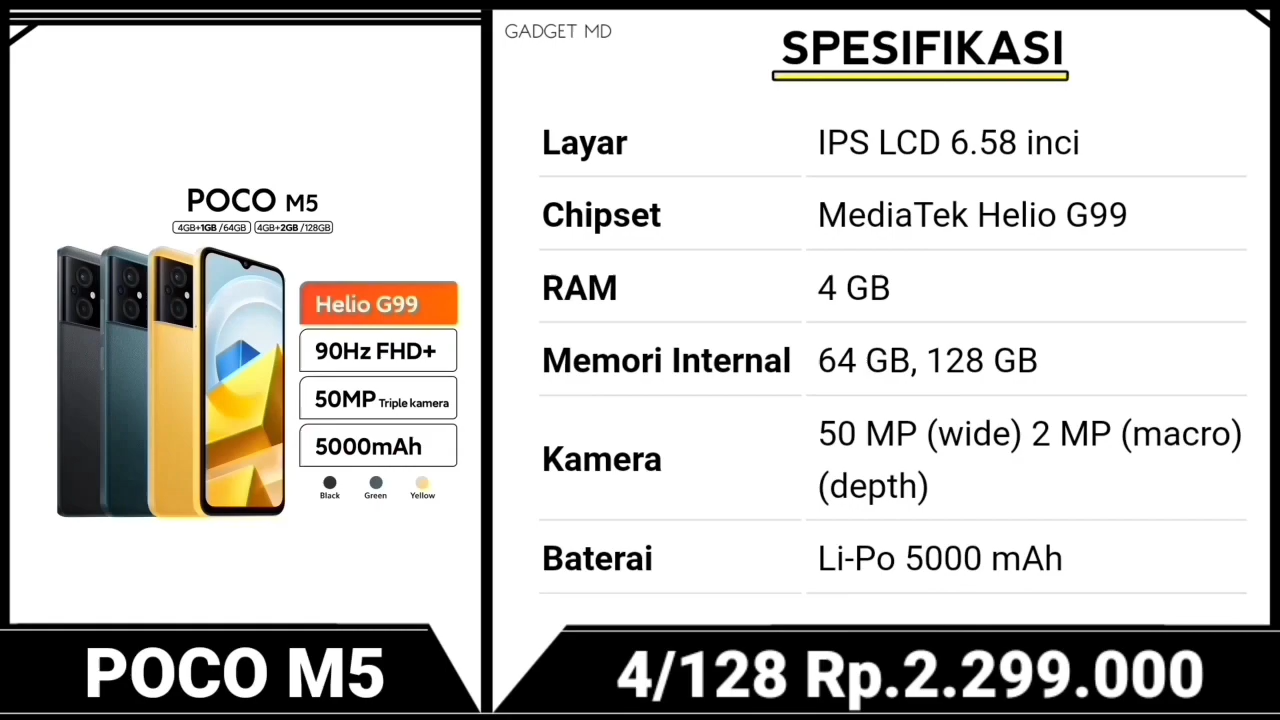 POCO M5
4GB+1GB/64GB 4GB+2GB/128GB
Helio G99
90Hz FHD+
50MP Triple kamera
5000mAh
Black Green Yellow
POCO M5
GADGET MD
SPESIFIKASI
Layar IPS LCD 6.58 inci
Chipset MediaTek Helio G99
RAM 4 GB
Memori Internal 64 GB, 128 GB
Kamera 50 MP (wide) 2 MP (macro)
(depth)
Baterai Li-Po 5000 mAh
4/128 Rp.2.299.000